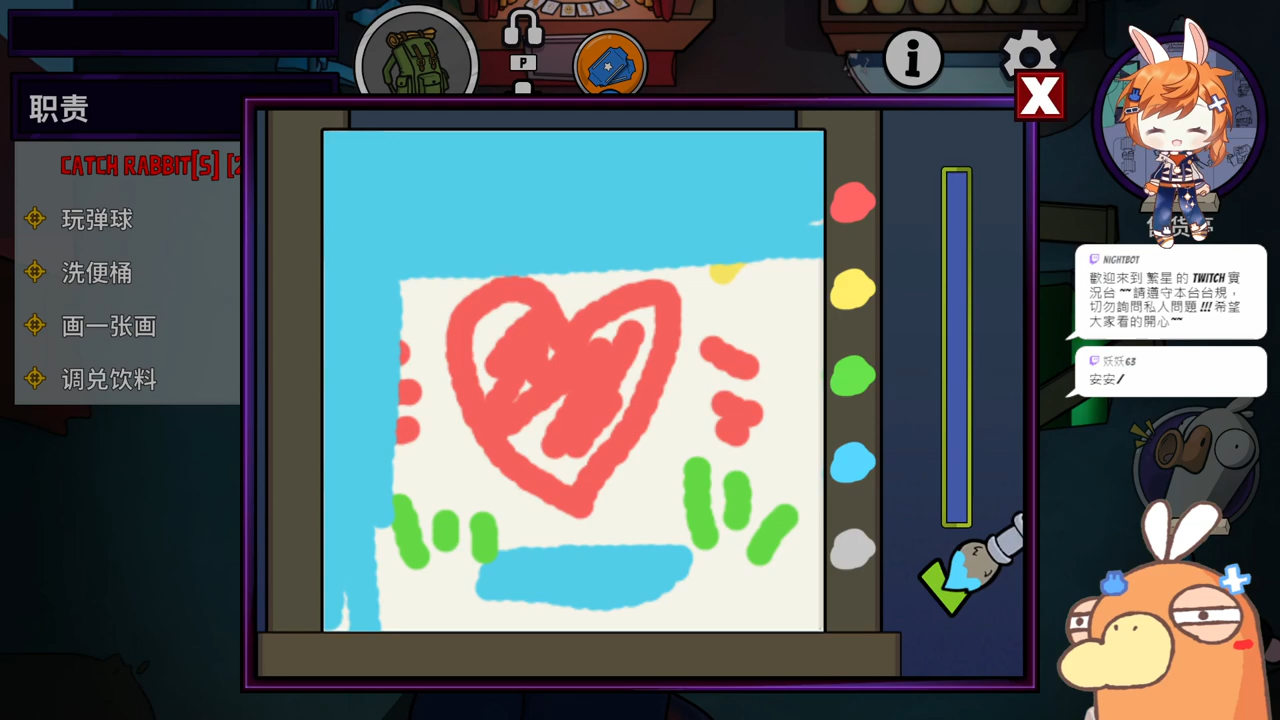 P
职责
CATCH RABBIT[S] [2
玩弹球
洗便桶
画一张画
调兑饮料
X
NIGHTBOT
歡迎來到 繁星 的 TWITCH 實
況台 ~~ 請遵守本台台規，
切勿詢問私人問題 !!! 希望
大家看的開心~~
妖妖63
安安/